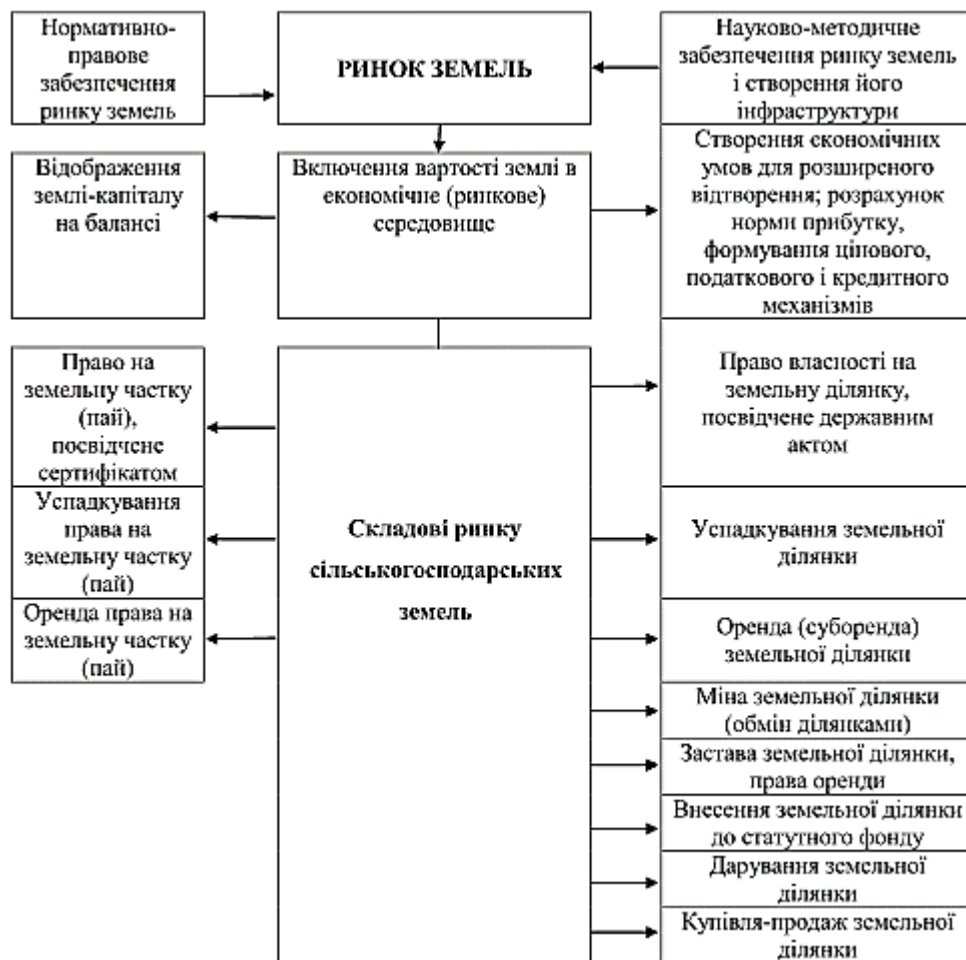 Нормативно-
правове
забезпечення
ринку земель
РИНОК ЗЕМЕЛЬ
Науково-методичне
забезпечення ринку земель
і створення його
інфраструктури
Відображення
землі-капіталу
на балансі
Включення вартості землі в
економічне (ринкове)
середовище
Створення економічних
умов для розширеного
відтворення; розрахунок
норми прибутку,
формування цінового,
податкового і кредитного
механізмів
Право на
земельну частку
(пай),
посвідчене
сертифікатом
Успадкування
права на
земельну частку
(пай)
Оренда права на
земельну частку
(пай)
Складові ринку
сільськогосподарських
земель
Право власності на
земельну ділянку,
посвідчене державним
актом
Успадкування земельної
ділянки
Оренда (суборенда)
земельної ділянки
Міна земельної ділянки
(обмін ділянками)
Застава земельної ділянки,
права оренди
Внесення земельної ділянки
до статутного фонду
Дарування земельної
ділянки
Купівля-продаж земельної
ділянки